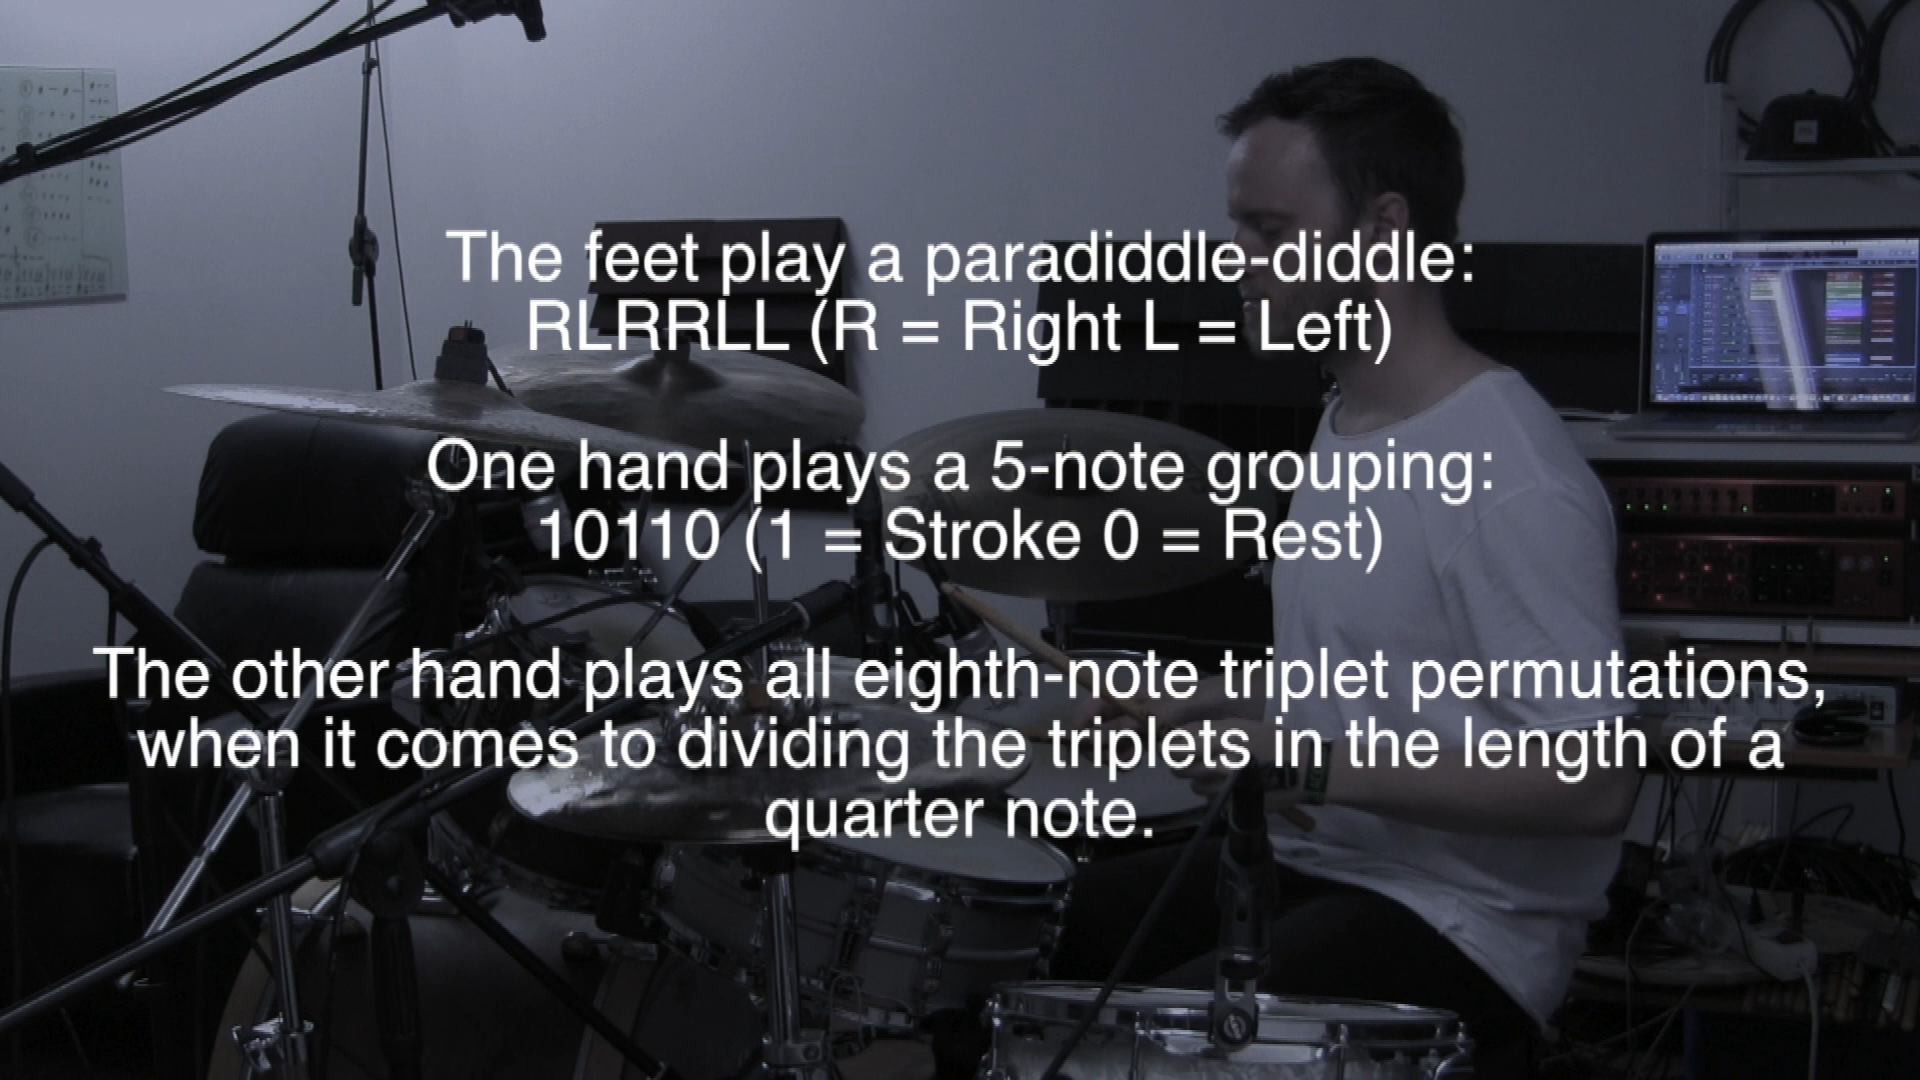 The feet play a paradiddle-diddle:
RLRRLL (R = Right L = Left)
One hand plays a 5-note grouping:
10110 (1 = Stroke 0 = Rest)
The other hand plays all eighth-note triplet permutations,
when it comes to dividing the triplets in the length of a
quarter note.